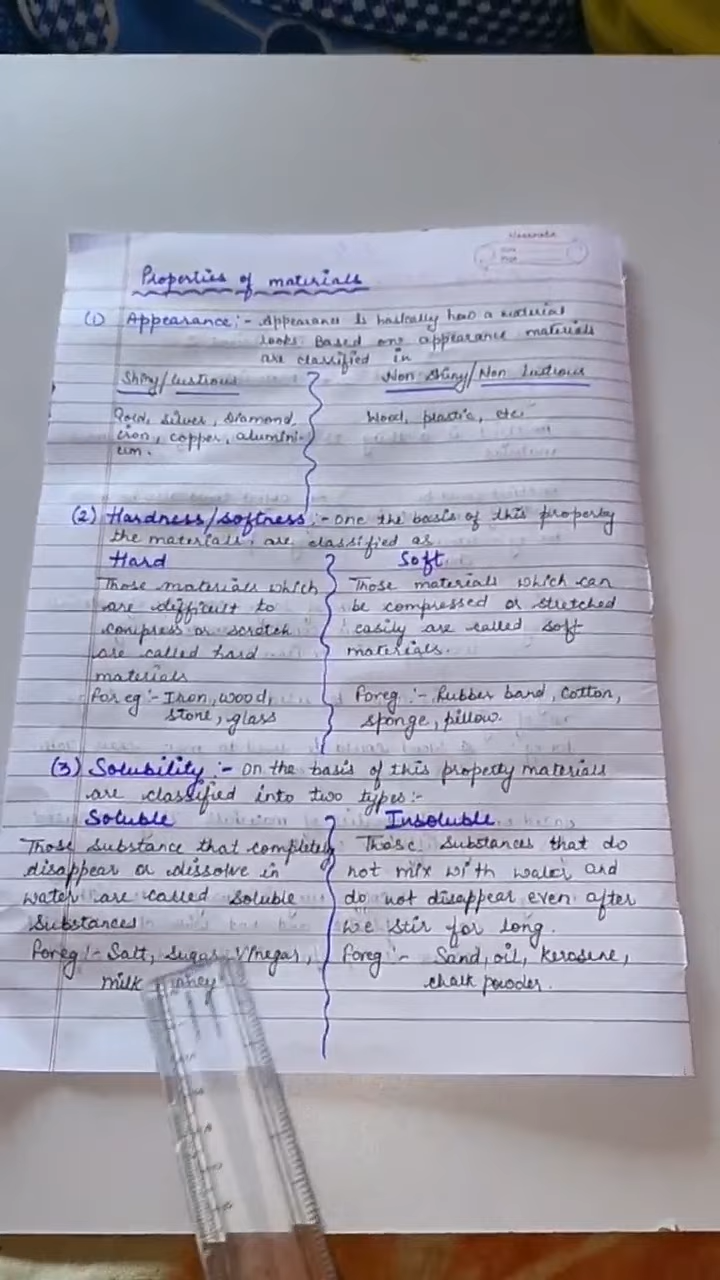 Classmate
Date
Page
Properties of materials
(1) Appearance :- Appearance is basically how a material
looks. Based one appearance materials
are classified in
Shiny/Lustrious
Gold, silver, diamond,
iron, copper, alumini-
um.
Non Shiny/Non Lustrious
Wood, plastic, etc
(2) Hardness/softness :- one the basis of this property
the materials are classified as
Hard
Those materials which
are difficult to
compress or scratch
are called hard
materials
For eg :- Iron, wood,
stone, glass
Soft
Those materials which can
be compressed or stretched
easily are called soft
materials.
For eg :- Rubber band, cotton,
sponge, pillow.
(3) Solubility :- on the basis of this property materials
are classified into two types :-
Soluble
Those substance that completely
disappear or dissolve in
water are called soluble
substances
For eg :- Salt, sugar, vinegar,
milk
Insoluble
Those substances that do
not mix with water and
do not disappear even after
we stir for long.
For eg :- Sand, oil, kerosene,
chalk powder.